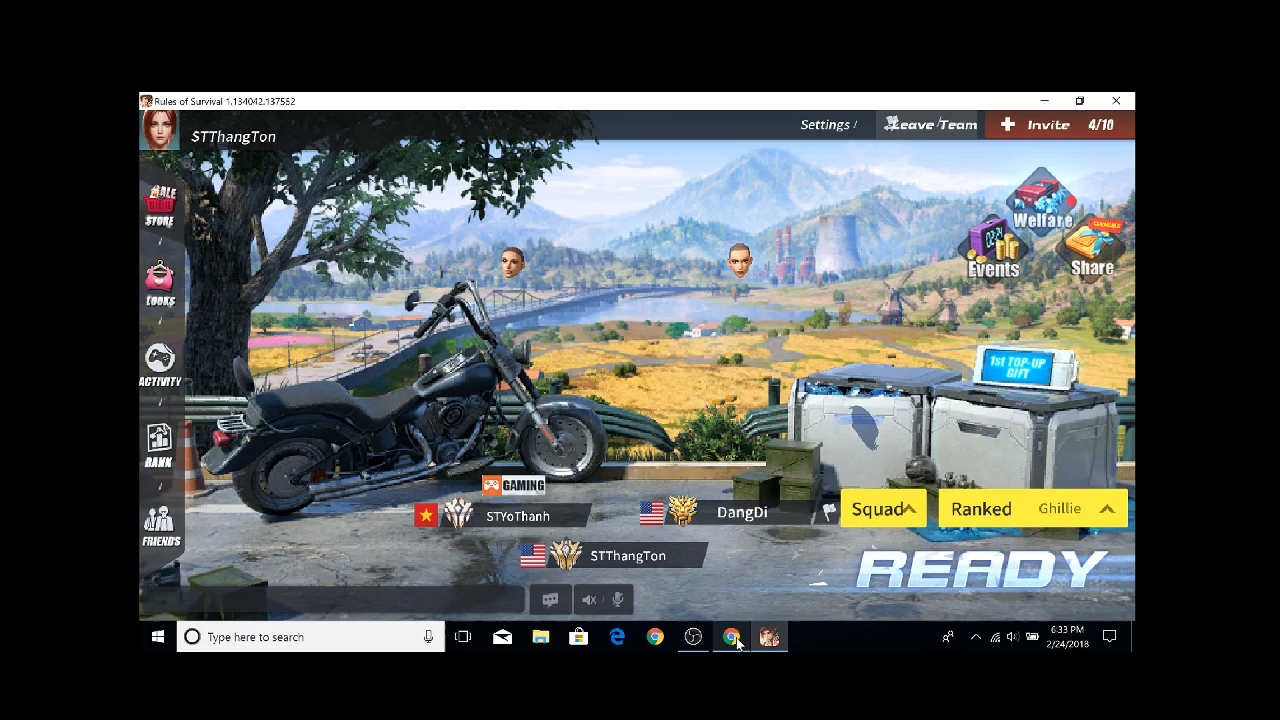 Rules of Survival 1.134042.137552
STThangTon
Settings /
Leave Team
Invite 4/10
SALE
STORE
Welfare
CLAIMABLE
Events
Share
LOOKS
ACTIVITY
1st TOP-UP
GIFT
RANK
GAMING
STYoThanh
DangDi
Squad
Ranked Ghillie
FRIENDS
STThangTon
READY
Type here to search
6:33 PM
2/24/2018